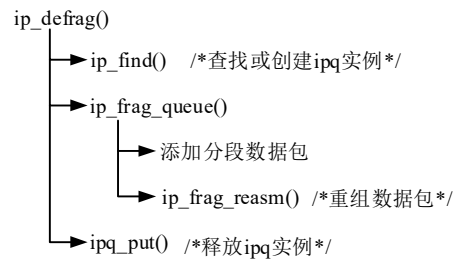 ip_defrag()
ip_find() /*查找或创建ipq实例*/
ip_frag_queue()
添加分段数据包
ip_frag_reasm() /*重组数据包*/
ipq_put() /*释放ipq实例*/